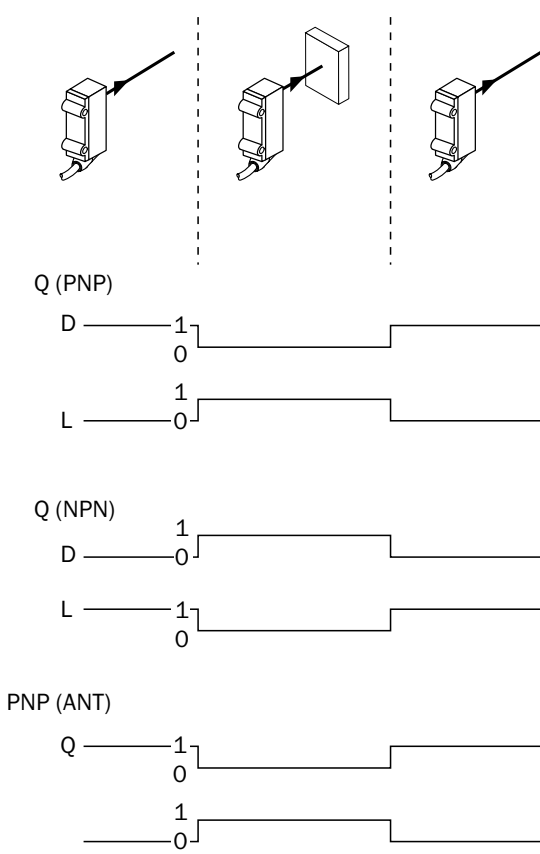 Q (PNP)
D 1
0
1
L 0
Q (NPN)
1
D 0
L 1
0
PNP (ANT)
Q 1
0
1
0